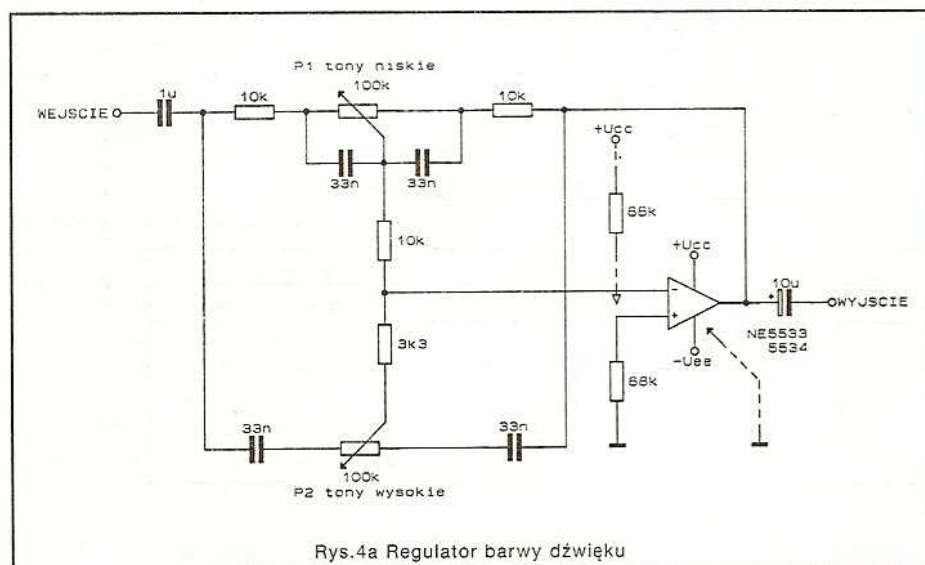 P1 tony niskie
100k
1u
10k
10k
WEJSCIE
+Ucc
33n
33n
66k
10k
+Ucc
10u
-
+
WYJSCIE
NE5533
5534
3k3
-Uee
68k
33n
33n
100k
P2 tony wysokie
Rys.4a Regulator barwy dźwięku